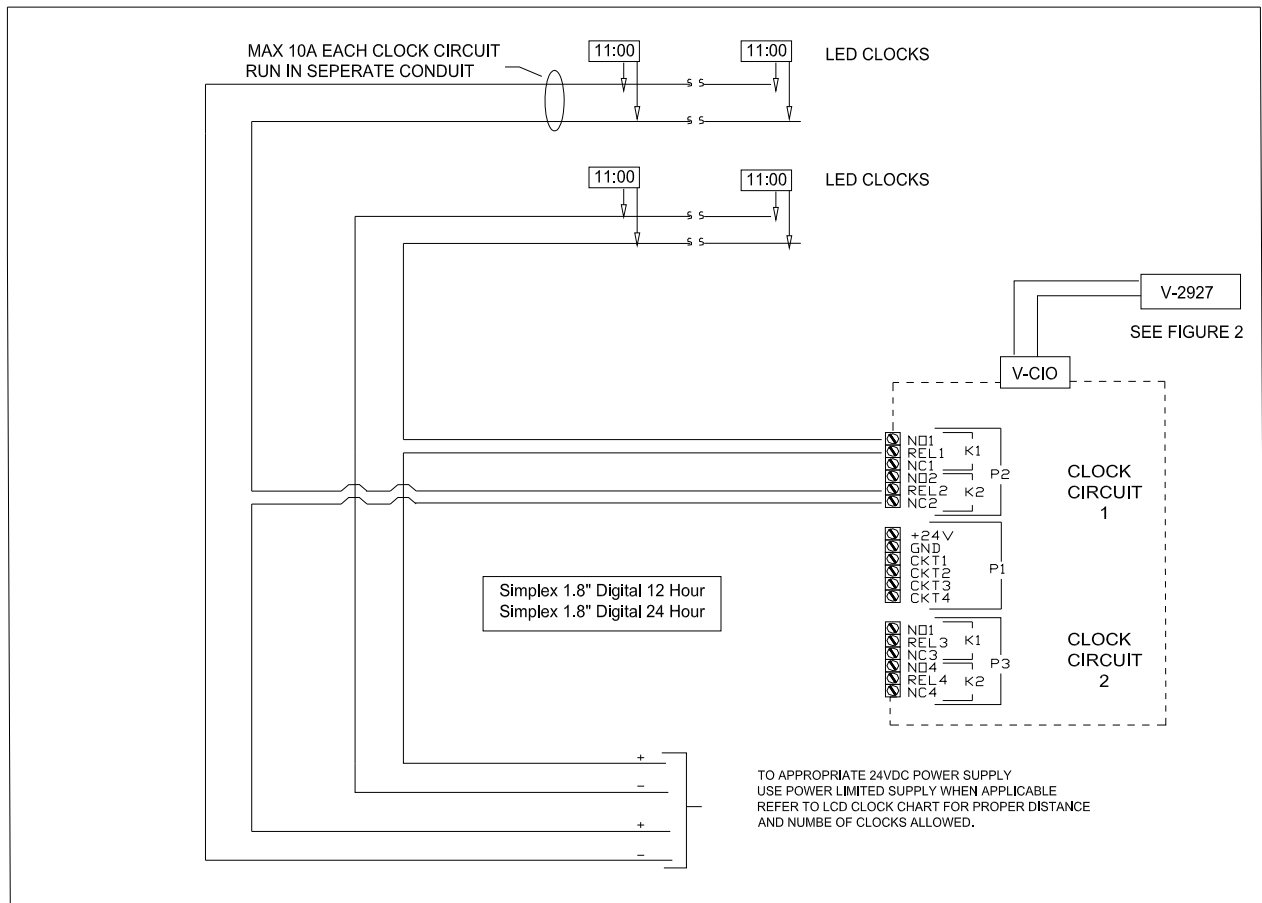 MAX 10A EACH CLOCK CIRCUIT
RUN IN SEPERATE CONDUIT
11:00
11:00
LED CLOCKS
11:00
11:00
LED CLOCKS
V-2927
SEE FIGURE 2
V-CIO
NO1
REL1
NC1
NO2
REL2
NC2
K1
K2
P2
CLOCK
CIRCUIT
1
+24V
GND
CKT1
CKT2
CKT3
CKT4
P1
Simplex 1.8" Digital 12 Hour
Simplex 1.8" Digital 24 Hour
NO1
REL3
NC3
NO4
REL4
NC4
K1
K2
P3
CLOCK
CIRCUIT
2
+
−
+
−
TO APPROPRIATE 24VDC POWER SUPPLY
USE POWER LIMITED SUPPLY WHEN APPLICABLE
REFER TO LCD CLOCK CHART FOR PROPER DISTANCE
AND NUMBE OF CLOCKS ALLOWED.